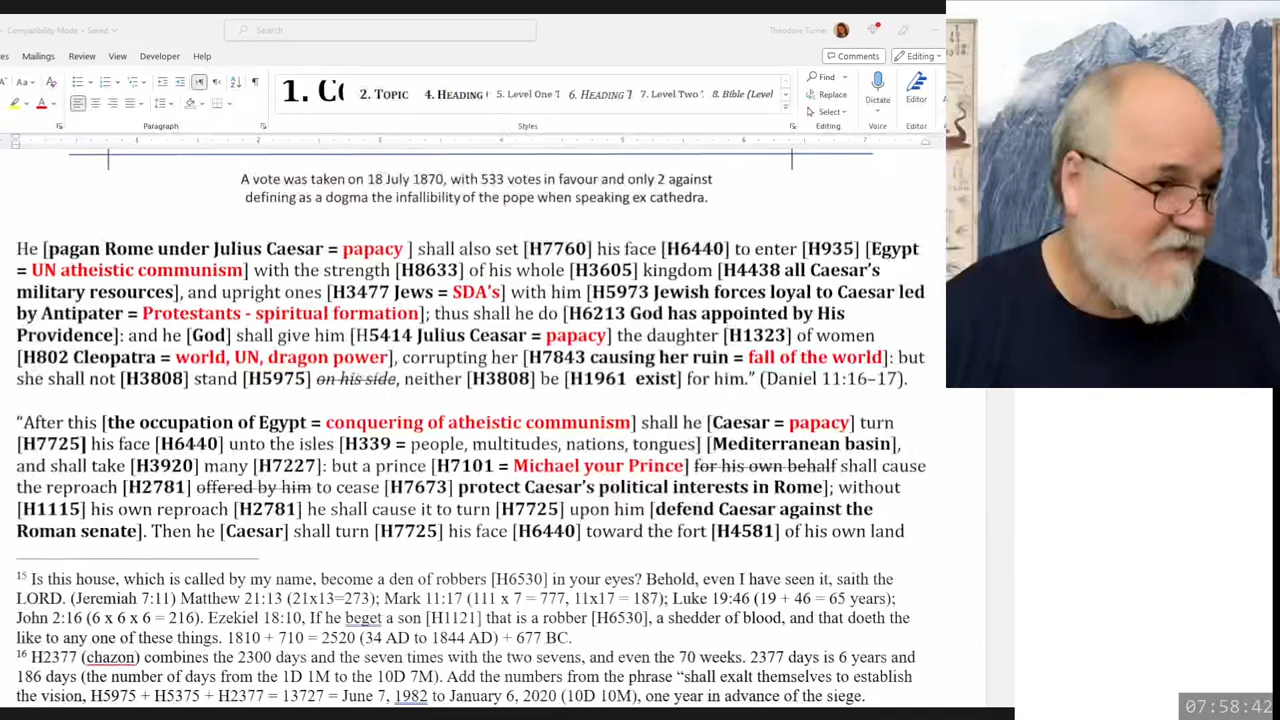 Compatibility Mode • Saved
Search
Theodore Turner
Mailings Review View Developer Help
Comments Editing
Aa
1. Co 2. Topic 4. Heading 5. Level One T 6. Heading T 7. Level Two 8. Bible (Level
Find
Replace
Select
Dictate
Editor
Paragraph Styles Editing Voice Editor
1 2 3 4 5 6 7
A vote was taken on 18 July 1870, with 533 votes in favour and only 2 against
defining as a dogma the infallibility of the pope when speaking ex cathedra.
He [pagan Rome under Julius Caesar = papacy ] shall also set [H7760] his face [H6440] to enter [H935] [Egypt
= UN atheistic communism] with the strength [H8633] of his whole [H3605] kingdom [H4438 all Caesar's
military resources], and upright ones [H3477 Jews = SDA's] with him [H5973 Jewish forces loyal to Caesar led
by Antipater = Protestants - spiritual formation]; thus shall he do [H6213 God has appointed by His
Providence]: and he [God] shall give him [H5414 Julius Ceasar = papacy] the daughter [H1323] of women
[H802 Cleopatra = world, UN, dragon power], corrupting her [H7843 causing her ruin = fall of the world]: but
she shall not [H3808] stand [H5975] on his side, neither [H3808] be [H1961 exist] for him." (Daniel 11:16–17).
"After this [the occupation of Egypt = conquering of atheistic communism] shall he [Caesar = papacy] turn
[H7725] his face [H6440] unto the isles [H339 = people, multitudes, nations, tongues] [Mediterranean basin],
and shall take [H3920] many [H7227]: but a prince [H7101 = Michael your Prince] for his own behalf shall cause
the reproach [H2781] offered by him to cease [H7673] protect Caesar's political interests in Rome]; without
[H1115] his own reproach [H2781] he shall cause it to turn [H7725] upon him [defend Caesar against the
Roman senate]. Then he [Caesar] shall turn [H7725] his face [H6440] toward the fort [H4581] of his own land
15 Is this house, which is called by my name, become a den of robbers [H6530] in your eyes? Behold, even I have seen it, saith the
LORD. (Jeremiah 7:11) Matthew 21:13 (21x13=273); Mark 11:17 (111 x 7 = 777, 11x17 = 187); Luke 19:46 (19 + 46 = 65 years);
John 2:16 (6 x 6 x 6 = 216). Ezekiel 18:10, If he beget a son [H1121] that is a robber [H6530], a shedder of blood, and that doeth the
like to any one of these things. 1810 + 710 = 2520 (34 AD to 1844 AD) + 677 BC.
16 H2377 (chazon) combines the 2300 days and the seven times with the two sevens, and even the 70 weeks. 2377 days is 6 years and
186 days (the number of days from the 1D 1M to the 10D 7M). Add the numbers from the phrase "shall exalt themselves to establish
the vision, H5975 + H5375 + H2377 = 13727 = June 7, 1982 to January 6, 2020 (10D 10M), one year in advance of the siege.
07:58:42